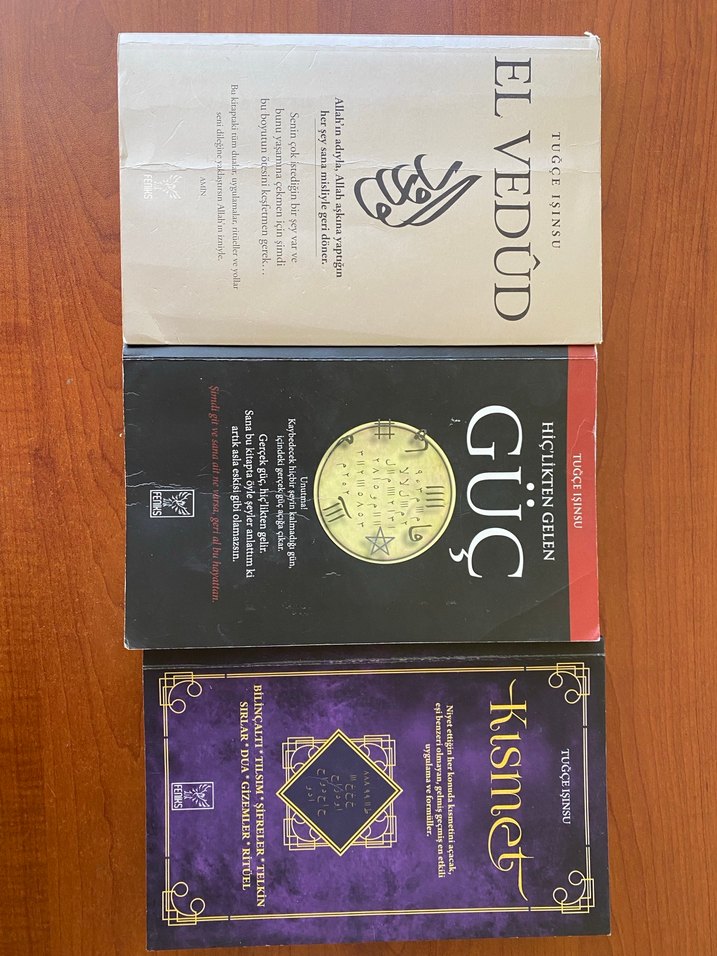 TUĞÇE IŞINSU
EL VEDÛD
الودود
Allah'ın adıyla, Allah aşkına yaptığın
her şey sana misliyle geri döner.
Senin çok istediğin bir şey var ve
bunu yaşamına çekmen için şimdi
bu boyutun ötesini keşfetmen gerek…
Bu kitaptaki tüm dualar, uygulamalar, ritüeller ve yollar
seni dileğine yaklaştırsın Allah'ın izniyle.
AMİN
FENİKS
TUĞÇE IŞINSU
HİÇ'LİKTEN GELEN
GÜÇ
Unutma!
Kaybedecek hiçbir şeyin kalmadığı gün,
içindeki gerçek güç açığa çıkar.
Gerçek güç, hiç'likten gelir.
Sana bu kitapta öyle şeyler anlattım ki
artık asla eskisi gibi olamazsın.
Şimdi git ve sana ait ne varsa, geri al bu hayattan.
FENİKS
TUĞÇE IŞINSU
Kısmet
Niyet ettiğin her konuda kısmetini açacak,
eşi benzeri olmayan, gelmiş geçmiş en etkili
uygulama ve formüller.
BİLİNÇALTI * TILSIM * ŞİFRELER * TELKİN
SIRLAR * DUA * GİZEMLER * RİTÜEL
FENİKS